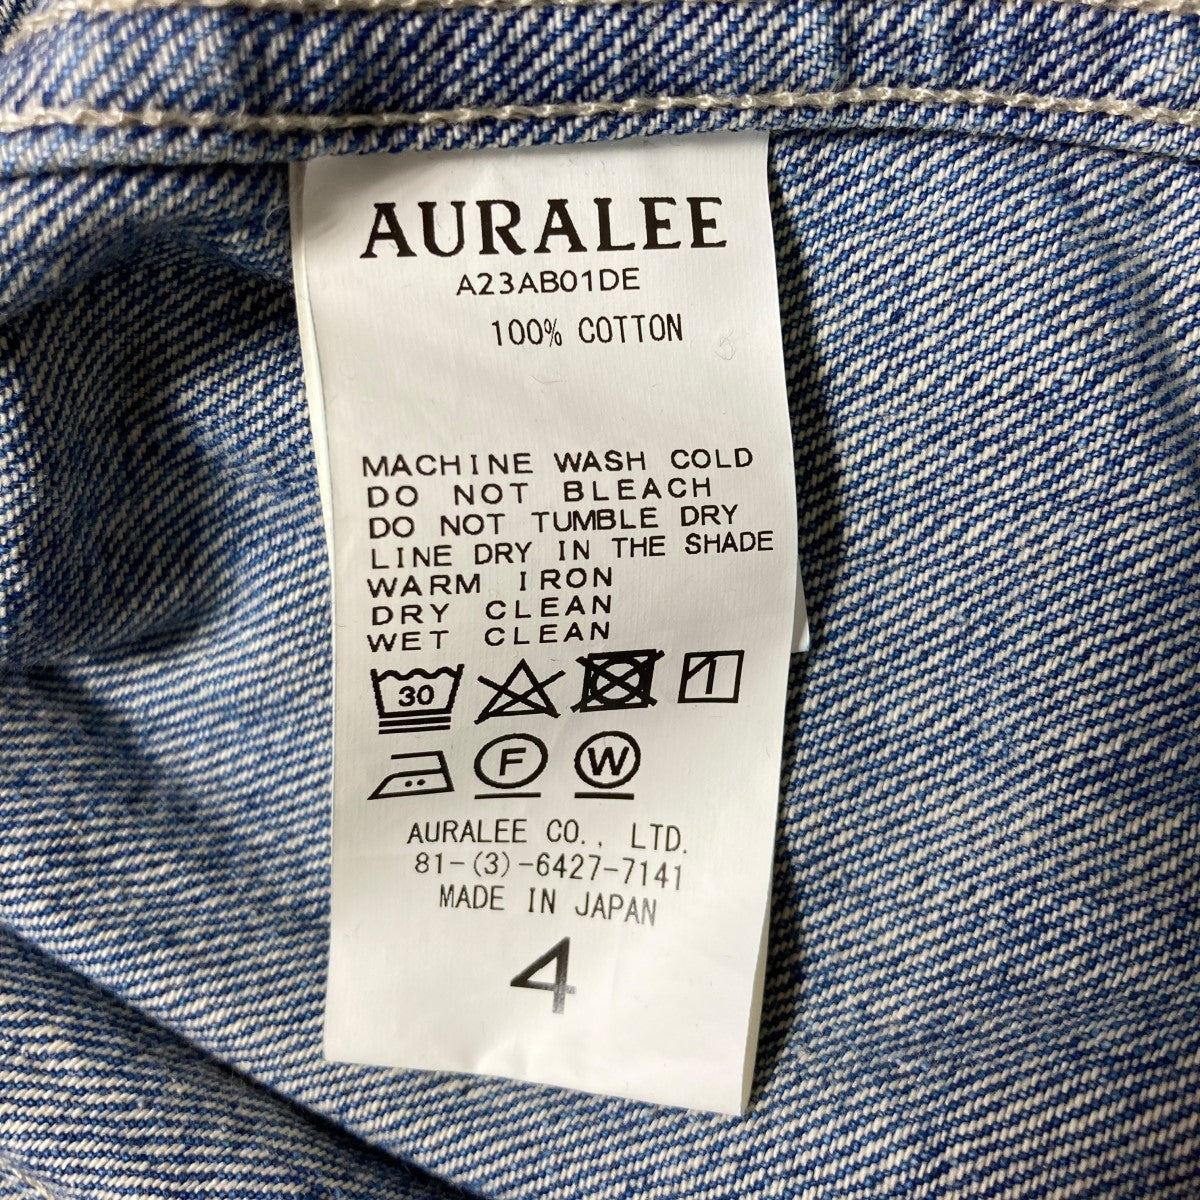 AURALEE
A23AB01DE
100% COTTON
MACHINE WASH COLD
DO NOT BLEACH
DO NOT TUMBLE DRY
LINE DRY IN THE SHADE
WARM IRON
DRY CLEAN
WET CLEAN
30
F W
AURALEE CO., LTD.
81-(3)-6427-7141
MADE IN JAPAN
4